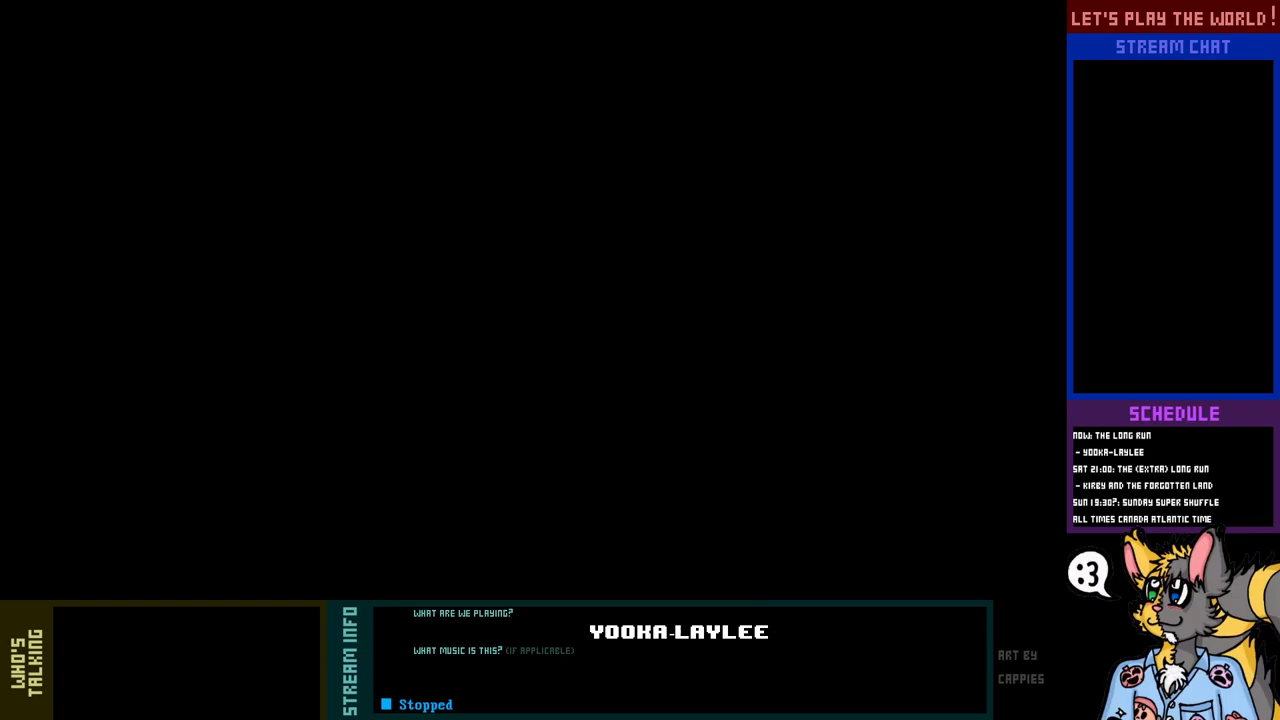 LET'S PLAY THE WORLD!
STREAM CHAT
SCHEDULE
NOW: THE LONG RUN
- YOOKA-LAYLEE
SAT 21:00: THE (EXTRA) LONG RUN
- KIRBY AND THE FORGOTTEN LAND
SUN 19:30?: SUNDAY SUPER SHUFFLE
ALL TIMES CANADA ATLANTIC TIME
:3
WHO'S
TALKING
STREAM INFO
WHAT ARE WE PLAYING?
YOOKA-LAYLEE
WHAT MUSIC IS THIS? (IF APPLICABLE)
Stopped
ART BY
CAPPIES